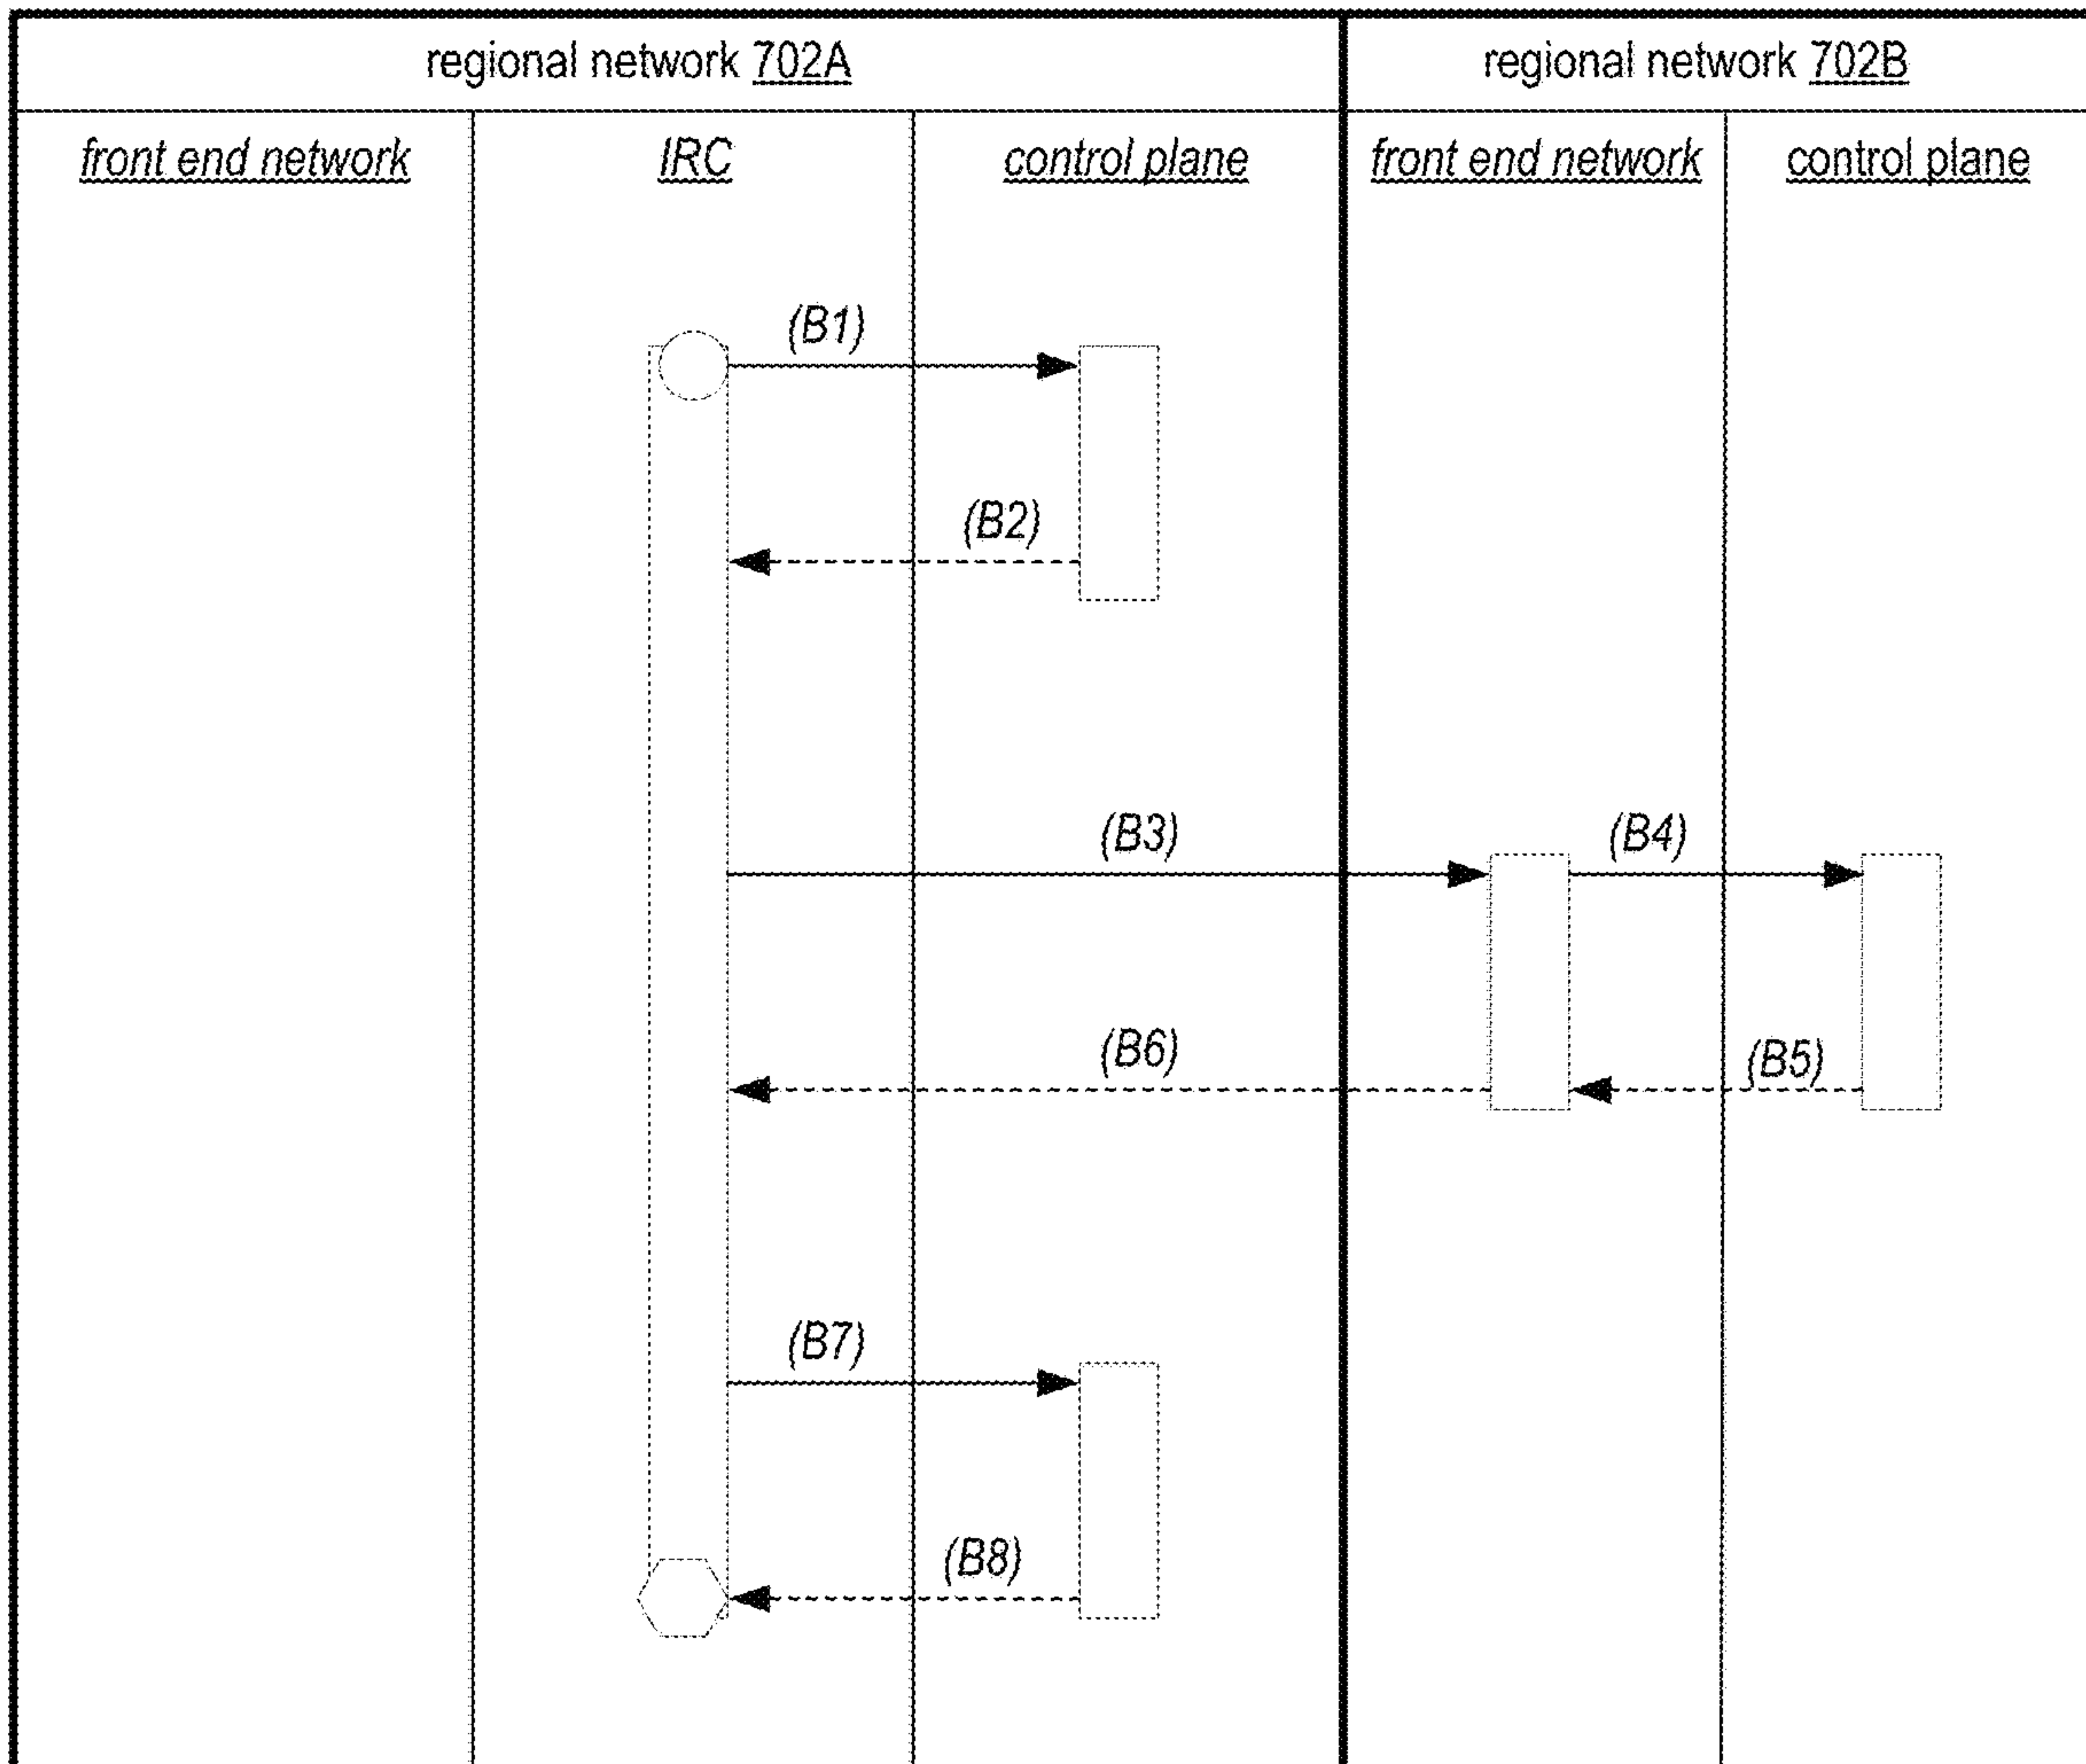 regional network 702A
regional network 702B
front end network
IRC
control plane
front end network
control plane
(B1)
(B2)
(B3)
(B4)
(B6)
(B5)
(B7)
(B8)